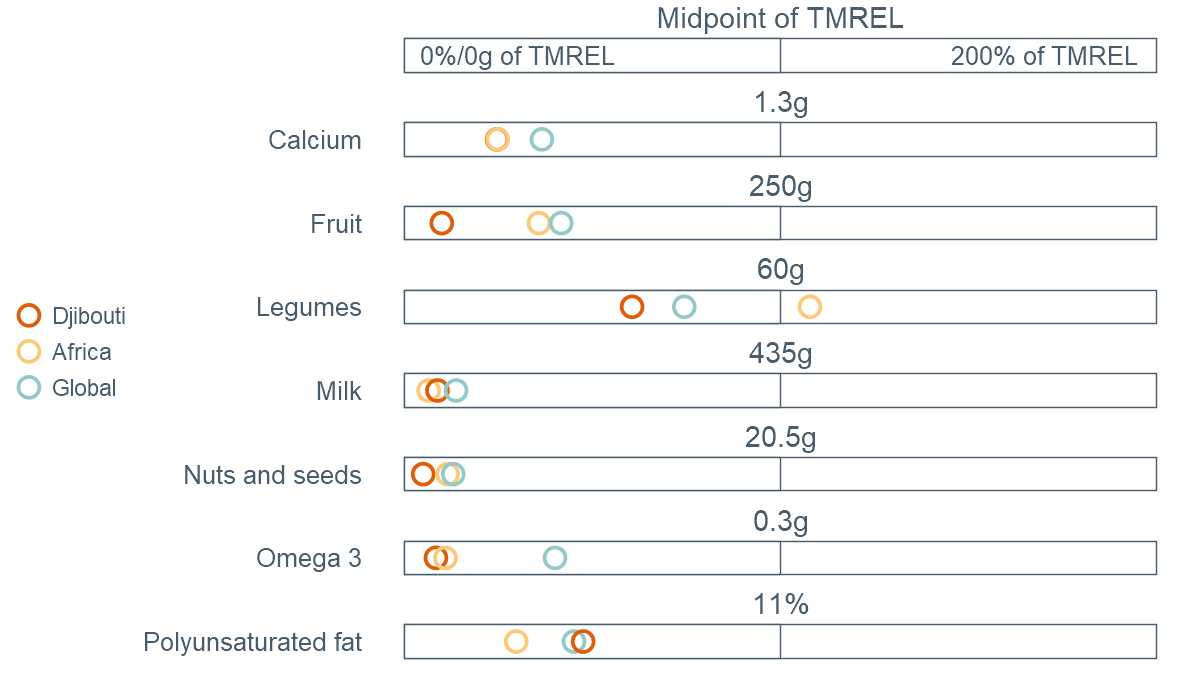 Midpoint of TMREL
0%/0g of TMREL 200% of TMREL
1.3g
Calcium
250g
Fruit
60g
Legumes
435g
Milk
20.5g
Nuts and seeds
0.3g
Omega 3
11%
Polyunsaturated fat
Djibouti
Africa
Global